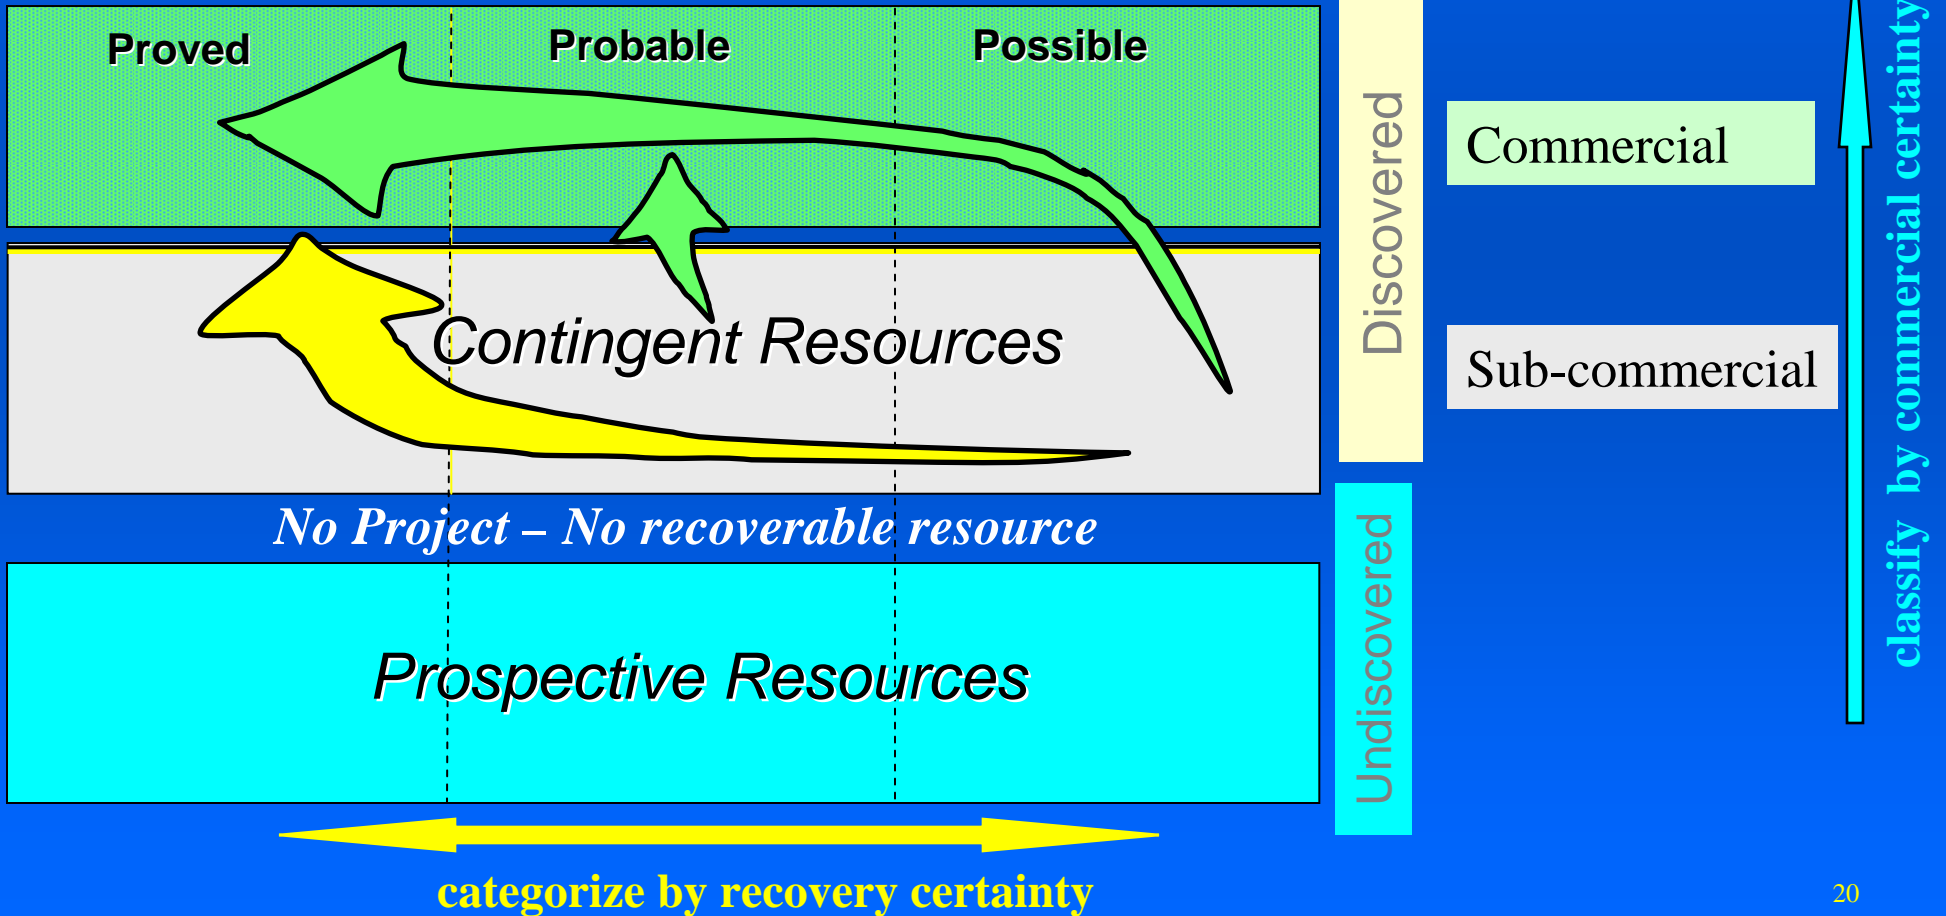 Proved
Probable
Possible
Discovered
Commercial
Contingent Resources
Sub-commercial
No Project – No recoverable resource
Prospective Resources
Undiscovered
classify by commercial certainty
categorize by recovery certainty
20